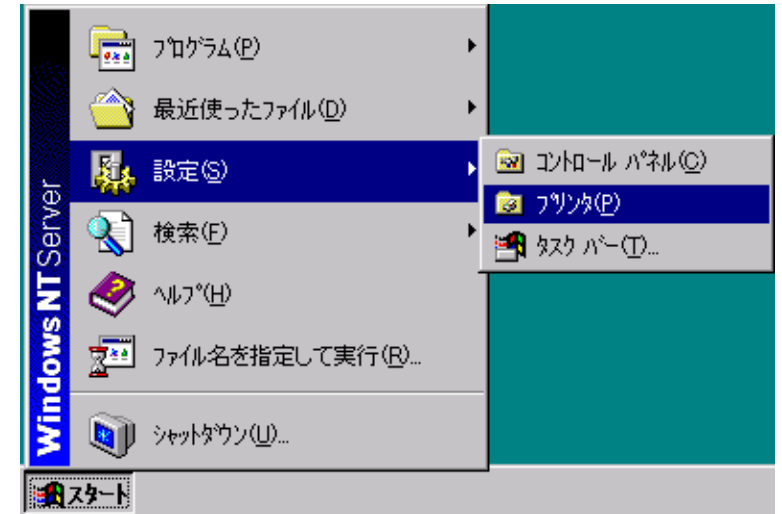 Windows NT Server
プログラム(P)
最近使ったファイル(D)
設定(S)
検索(F)
ヘルプ(H)
ファイル名を指定して実行(R)...
シャットダウン(U)...
コントロール パネル(C)
プリンタ(P)
タスク バー(T)...
スタート